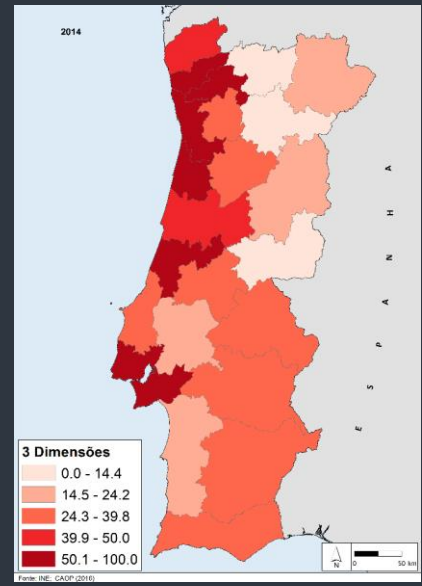 2014
E S P A N H A
3 Dimensões
0.0 - 14.4
14.5 - 24.2
24.3 - 39.8
39.9 - 50.0
50.1 - 100.0
N
0 50 km
Fonte: INE; CAOP (2016)